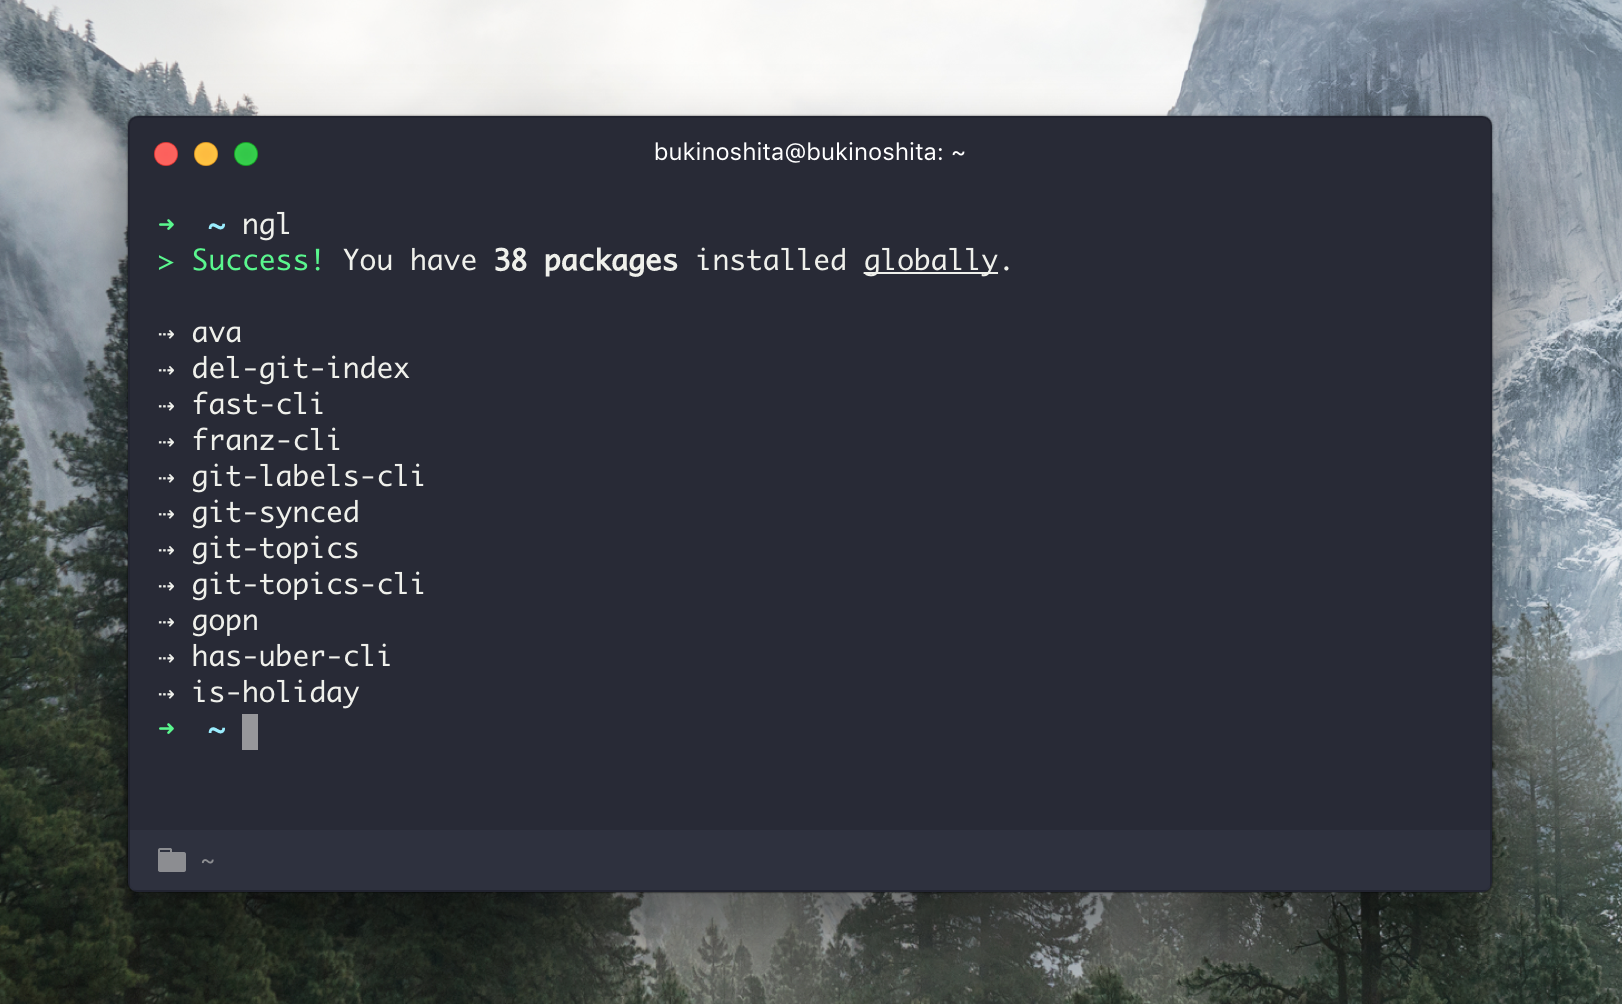 bukinoshita@bukinoshita: ~
➜ ~ ngl
> Success! You have 38 packages installed globally.
⇢ ava
⇢ del-git-index
⇢ fast-cli
⇢ franz-cli
⇢ git-labels-cli
⇢ git-synced
⇢ git-topics
⇢ git-topics-cli
⇢ gopn
⇢ has-uber-cli
⇢ is-holiday
➜ ~
~